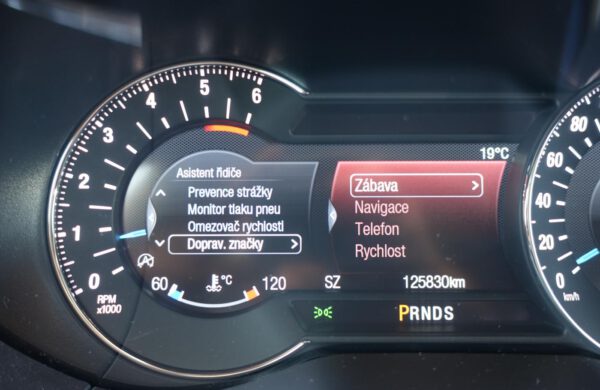 6
5
4
3
2
1
0
RPM
x1000
Asistent řidiče
Prevence strážky
Monitor tlaku pneu
Omezovač rychlosti
Doprav. značky
60 °C 120
19°C
Zábava
Navigace
Telefon
Rychlost
SZ 125830km
PRNDS
80
60
40
20
0
km/h